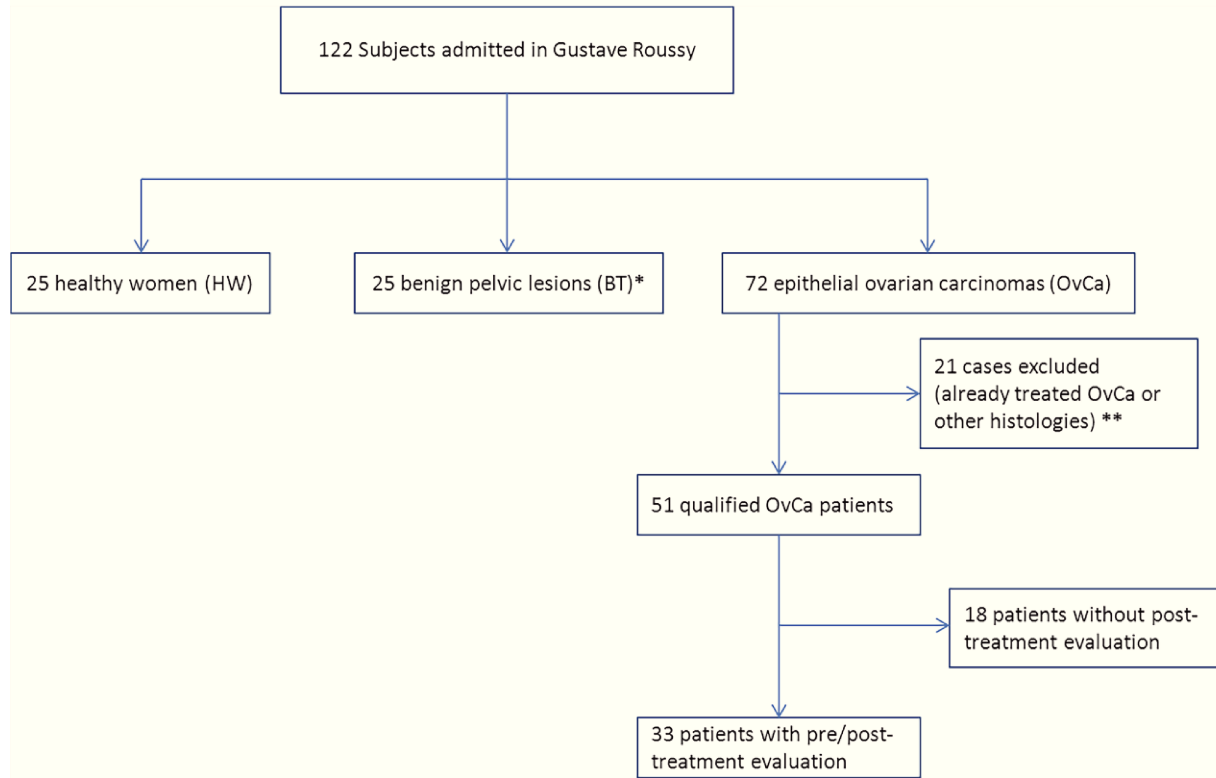 122 Subjects admitted in Gustave Roussy
25 healthy women (HW)
25 benign pelvic lesions (BT)*
72 epithelial ovarian carcinomas (OvCa)
21 cases excluded
(already treated OvCa or
other histologies) **
51 qualified OvCa patients
18 patients without post-
treatment evaluation
33 patients with pre/post-
treatment evaluation